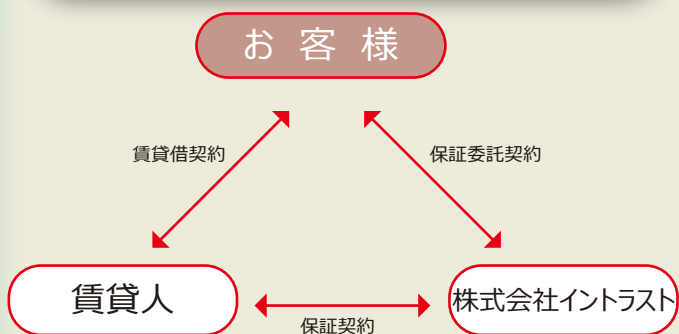 お客様
賃貸借契約
保証委託契約
賃貸人
株式会社イントラスト
保証契約